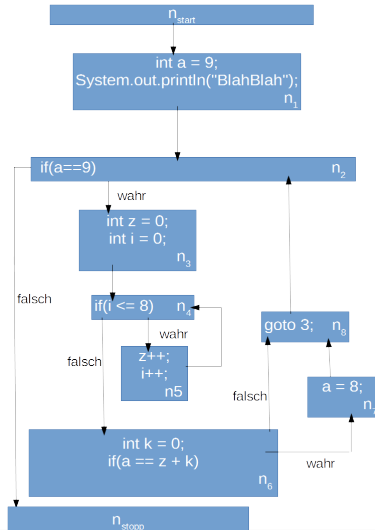 nstart
int a = 9;
System.out.println("BlahBlah");
n1
if(a==9) n2
wahr
int z = 0;
int i = 0;
n3
falsch
if(i <= 8) n4
wahr
goto 3; n8
falsch
z++;
i++;
n5
a = 8;
n
falsch
int k = 0;
if(a == z + k)
n6
wahr
nstopp